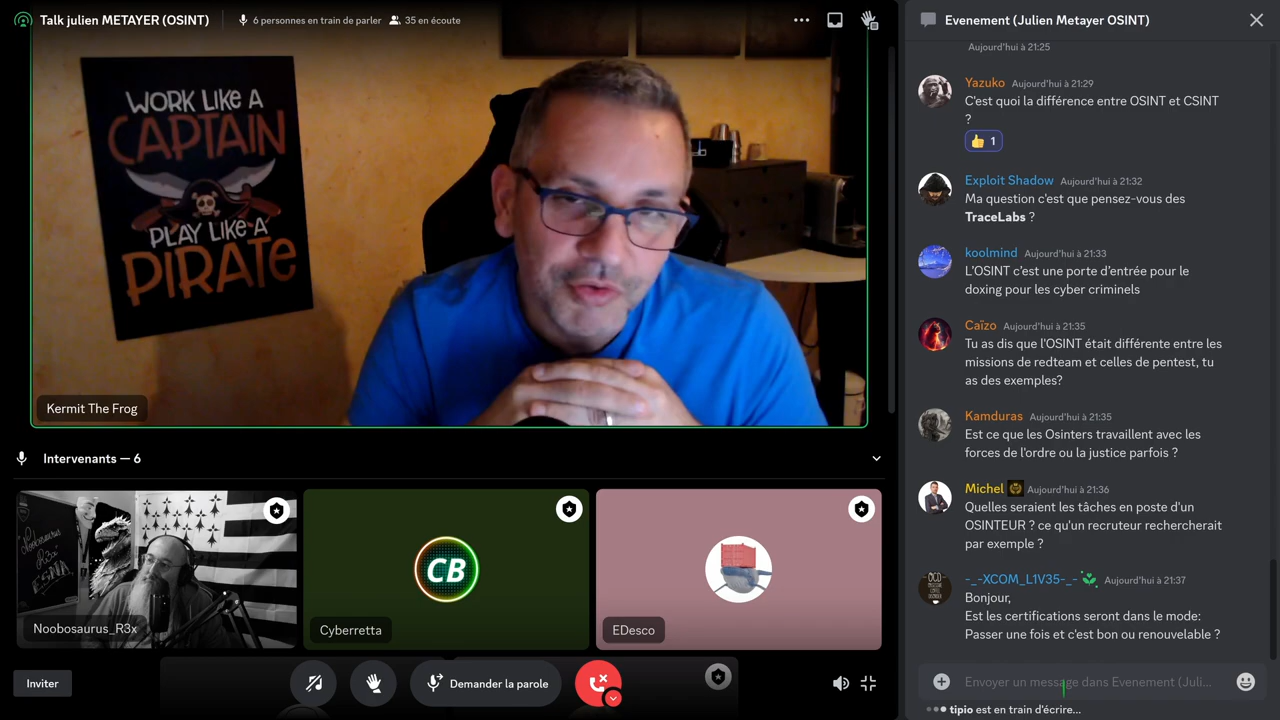 Talk julien METAYER (OSINT)
6 personnes en train de parler
35 en écoute
WORK LIKE A
CAPTAIN
PLAY LIKE A
PIRATE
Kermit The Frog
Intervenants — 6
Noobosaurus_R3x
CB
Cyberretta
EDesco
Inviter
Demander la parole
Evenement (Julien Metayer OSINT)
Aujourd'hui à 21:25
Yazuko Aujourd'hui à 21:29
C'est quoi la différence entre OSINT et CSINT
?
👍 1
Exploit Shadow Aujourd'hui à 21:32
Ma question c'est que pensez-vous des
TraceLabs ?
koolmind Aujourd'hui à 21:33
L'OSINT c'est une porte d'entrée pour le
doxing pour les cyber criminels
Caïzo Aujourd'hui à 21:35
Tu as dis que l'OSINT était différente entre les
missions de redteam et celles de pentest, tu
as des exemples?
Kamduras Aujourd'hui à 21:35
Est ce que les Osinters travaillent avec les
forces de l'ordre ou la justice parfois ?
Michel Aujourd'hui à 21:36
Quelles seraient les tâches en poste d'un
OSINTEUR ? ce qu'un recruteur rechercherait
par exemple ?
-_-XCOM_L1V35-_- Aujourd'hui à 21:37
Bonjour,
Est les certifications seront dans le mode:
Passer une fois et c'est bon ou renouvelable ?
Envoyer un message dans Evenement (Juli...
tipio est en train d'écrire...